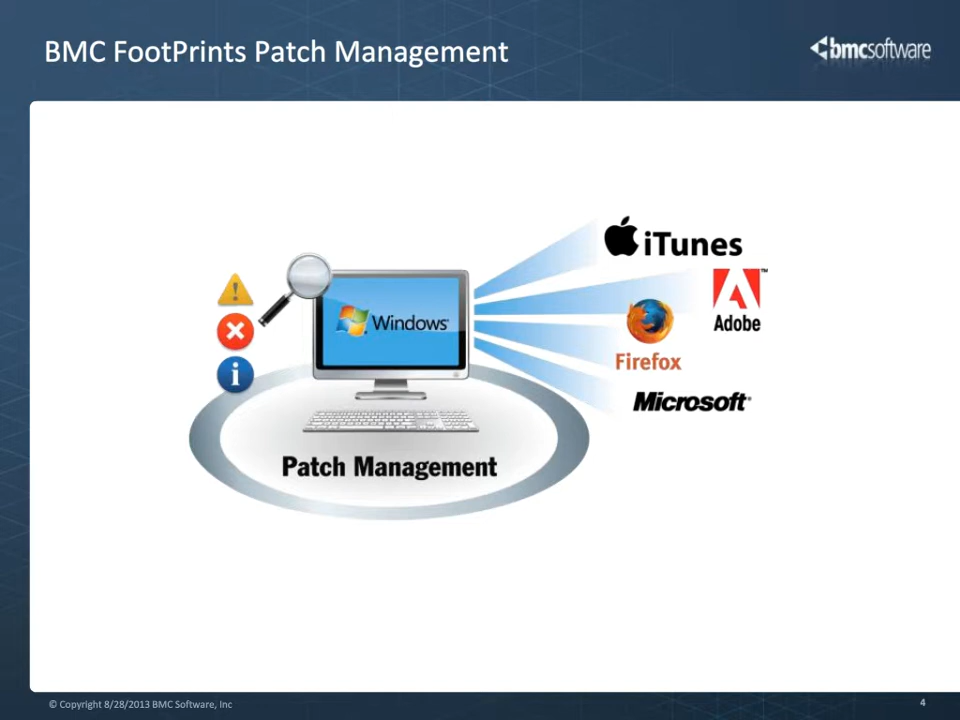 BMC FootPrints Patch Management
bmcsoftware
iTunes
Windows
Adobe
TM
Firefox
Microsoft®
Patch Management
© Copyright 8/28/2013 BMC Software, Inc
4